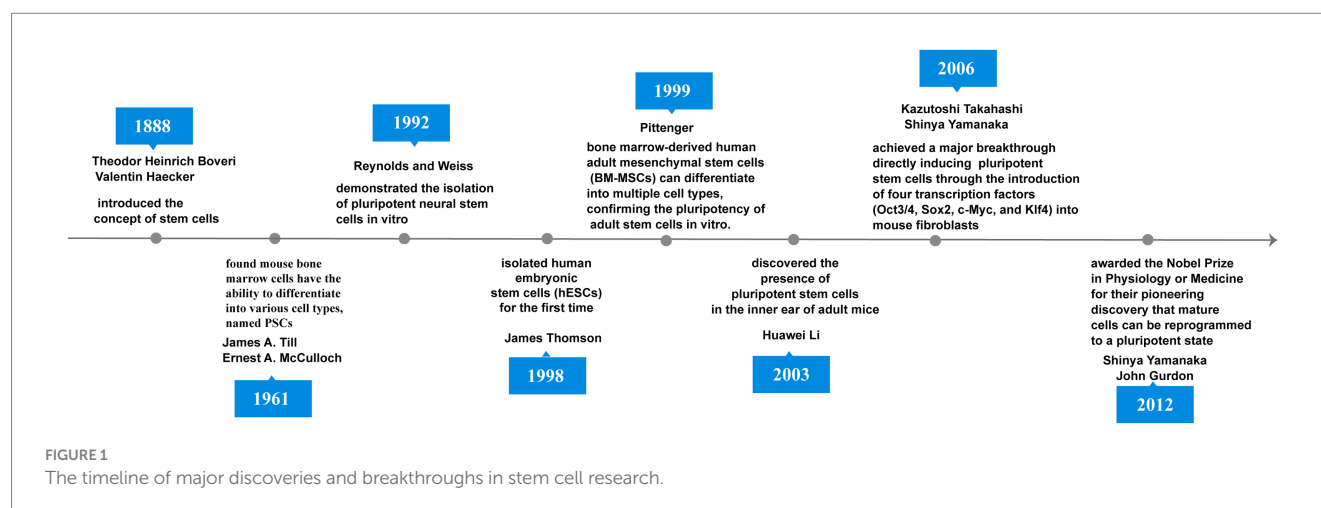 1888
Theodor Heinrich Boveri
Valentin Haecker
introduced the
concept of stem cells
found mouse bone
marrow cells have the
ability to differentiate
into various cell types,
named PSCs
James A. Till
Ernest A. McCulloch
1961
1992
Reynolds and Weiss
demonstrated the isolation
of pluripotent neural stem
cells in vitro
isolated human
embryonic
stem cells (hESCs)
for the first time
James Thomson
1998
1999
Pittenger
bone marrow-derived human
adult mesenchymal stem cells
(BM-MSCs) can differentiate
into multiple cell types,
confirming the pluripotency of
adult stem cells in vitro.
discovered the
presence of
pluripotent stem cells
in the inner ear of adult mice
Huawei Li
2003
2006
Kazutoshi Takahashi
Shinya Yamanaka
achieved a major breakthrough
directly inducing pluripotent
stem cells through the introduction
of four transcription factors
(Oct3/4, Sox2, c-Myc, and Klf4) into
mouse fibroblasts
awarded the Nobel Prize
in Physiology or Medicine
for their pioneering
discovery that mature
cells can be reprogrammed
to a pluripotent state
Shinya Yamanaka
John Gurdon
2012
FIGURE 1
The timeline of major discoveries and breakthroughs in stem cell research.